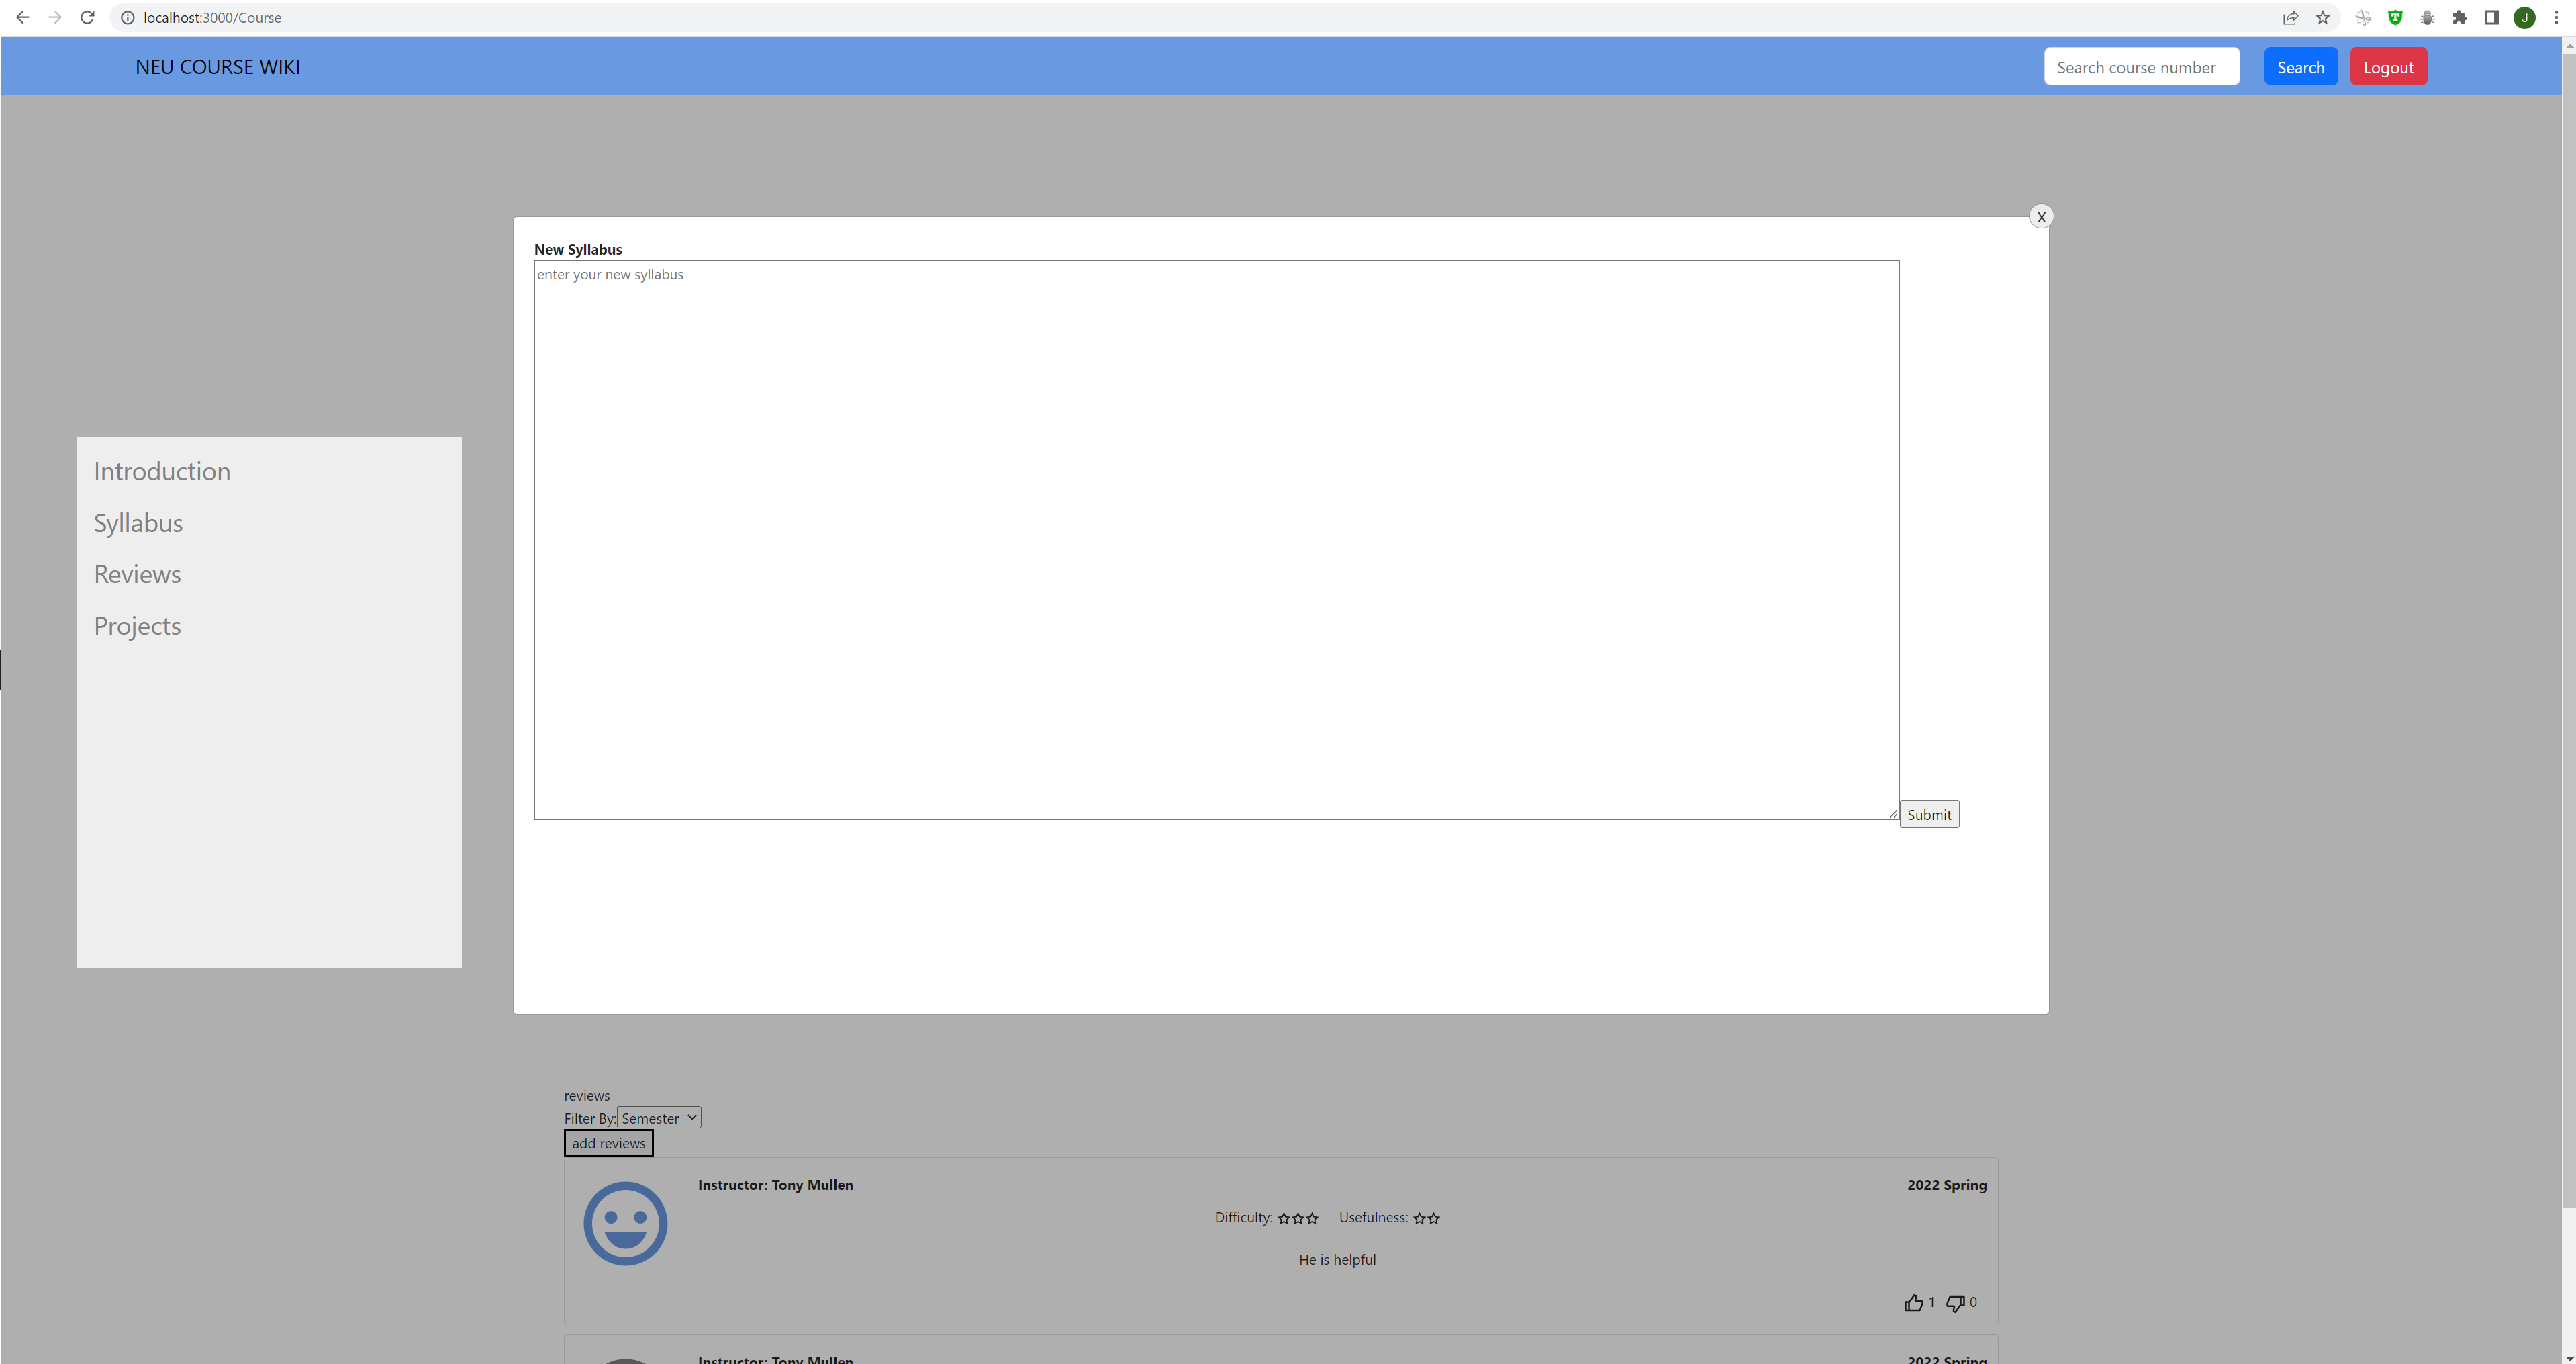 localhost:3000/Course
J
NEU COURSE WIKI
Search course number
Search
Logout
X
New Syllabus
enter your new syllabus
Submit
Introduction
Syllabus
Reviews
Projects
reviews
Filter By: Semester
add reviews
Instructor: Tony Mullen
2022 Spring
Difficulty:
Usefulness:
He is helpful
1
0
Instructor: Tony Mullen
2022 Spring